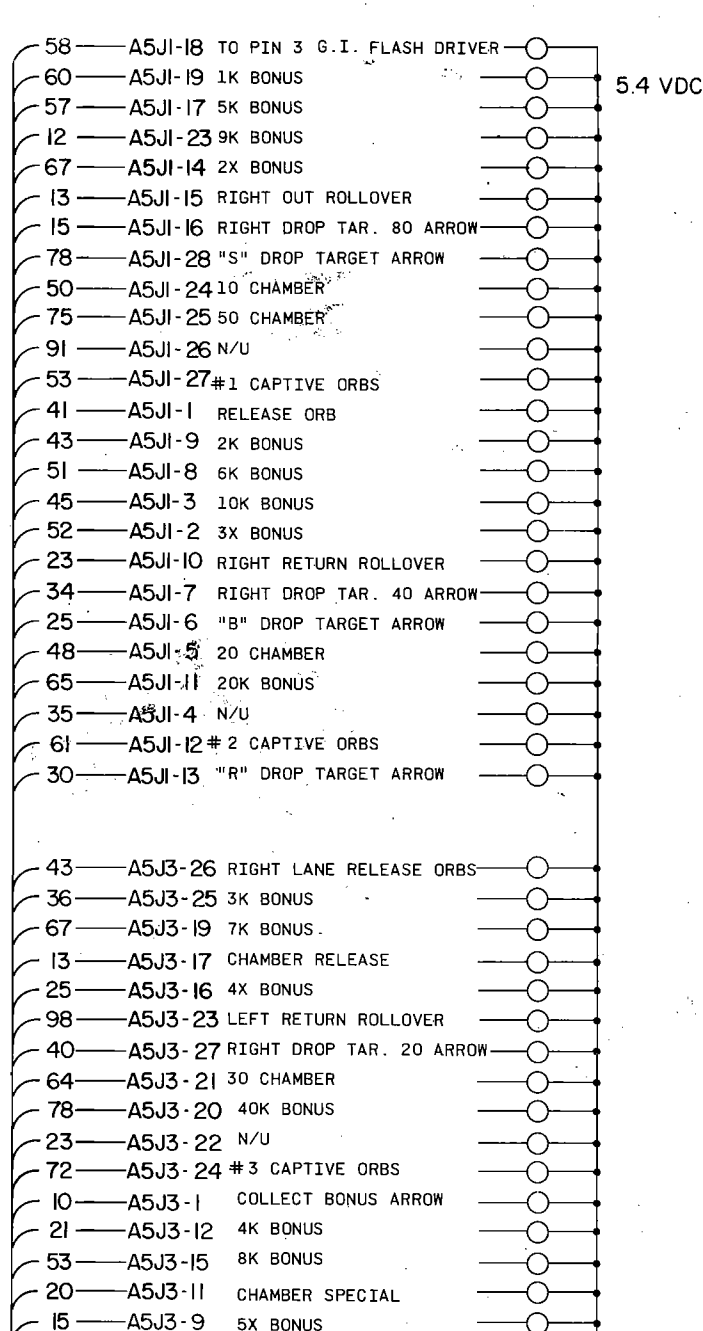 58 A5J1-18 TO PIN 3 G.I. FLASH DRIVER
5.4 VDC
60 A5J1-19 1K BONUS
57 A5J1-17 5K BONUS
12 A5J1-23 9K BONUS
67 A5J1-14 2X BONUS
13 A5J1-15 RIGHT OUT ROLLOVER
15 A5J1-16 RIGHT DROP TAR. 80 ARROW
78 A5J1-28 "S" DROP TARGET ARROW
50 A5J1-24 10 CHAMBER
75 A5J1-25 50 CHAMBER
91 A5J1-26 N/U
53 A5J1-27 #1 CAPTIVE ORBS
41 A5J1-1 RELEASE ORB
43 A5J1-9 2K BONUS
51 A5J1-8 6K BONUS
45 A5J1-3 10K BONUS
52 A5J1-2 3X BONUS
23 A5J1-10 RIGHT RETURN ROLLOVER
34 A5J1-7 RIGHT DROP TAR. 40 ARROW
25 A5J1-6 "B" DROP TARGET ARROW
48 A5J1-5 20 CHAMBER
65 A5J1-11 20K BONUS
35 A5J1-4 N/U
61 A5J1-12 #2 CAPTIVE ORBS
30 A5J1-13 "R" DROP TARGET ARROW
43 A5J3-26 RIGHT LANE RELEASE ORBS
36 A5J3-25 3K BONUS
67 A5J3-19 7K BONUS
13 A5J3-17 CHAMBER RELEASE
25 A5J3-16 4X BONUS
98 A5J3-23 LEFT RETURN ROLLOVER
40 A5J3-27 RIGHT DROP TAR. 20 ARROW
64 A5J3-21 30 CHAMBER
78 A5J3-20 40K BONUS
23 A5J3-22 N/U
72 A5J3-24 #3 CAPTIVE ORBS
10 A5J3-1 COLLECT BONUS ARROW
21 A5J3-12 4K BONUS
53 A5J3-15 8K BONUS
20 A5J3-11 CHAMBER SPECIAL
15 A5J3-9 5X BONUS